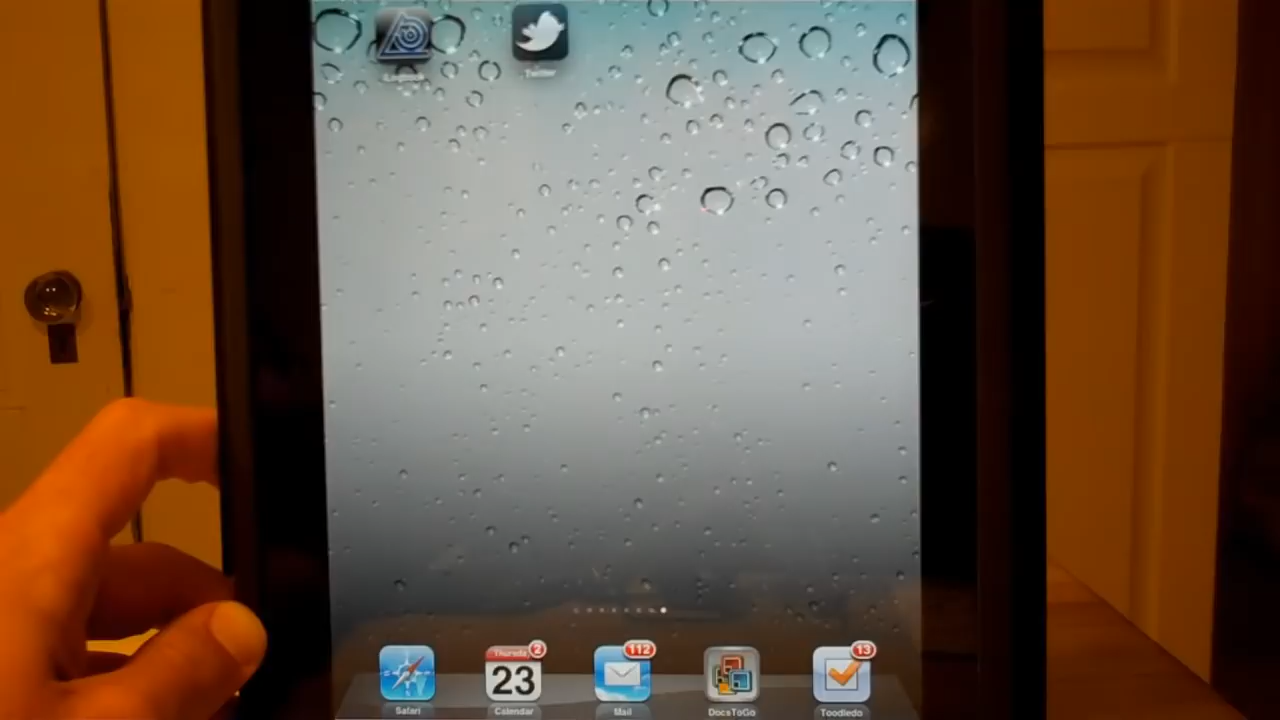 Twitter
Thursday 2
23
112
13
Safari
Calendar
Mail
DocsToGo
Toodledo